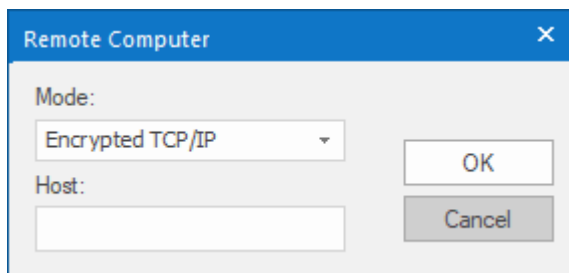 Remote Computer
Mode:
Encrypted TCP/IP
OK
Host:
Cancel